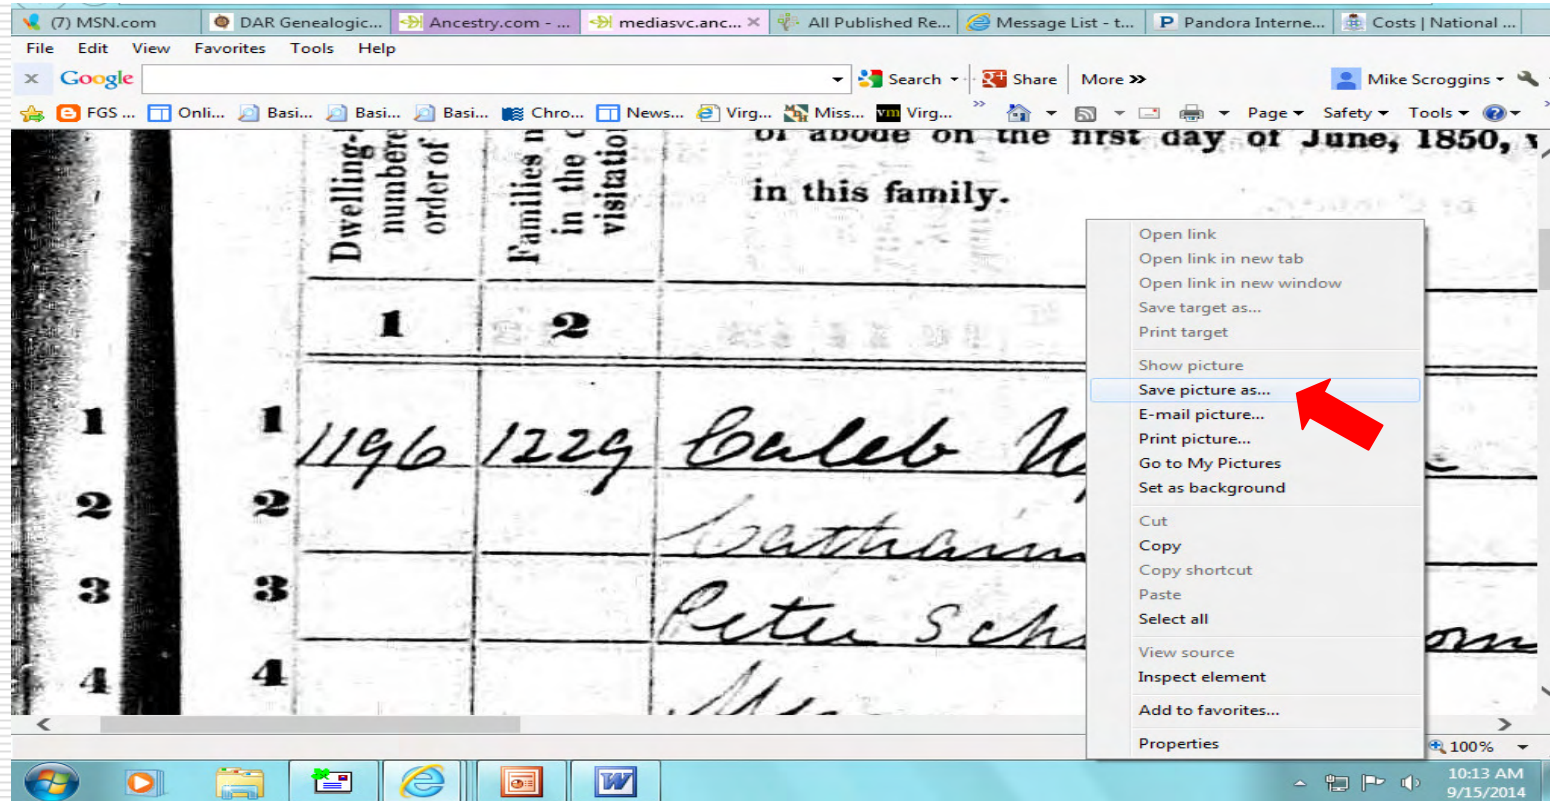 (7) MSN.com DAR Genealogic... Ancestry.com - ... mediasvc.anc... × All Published Re... Message List - t... Pandora Interne... Costs | National ...
File Edit View Favorites Tools Help
x Google Search Share More >> Mike Scroggins
FGS ... Onli... Basi... Basi... Basi... Chro... News... Virg... Miss... vm Virg... >> Page Safety Tools
of abode on the first day of June, 1850,
in this family.
Dwelling-
numbere
order of
Families n
in the
visitatio
1 2
1 1 1196 1229 Caleb
2 2
3 3 Peter Sch
4 4
Open link
Open link in new tab
Open link in new window
Save target as...
Print target
Show picture
Save picture as...
E-mail picture...
Print picture...
Go to My Pictures
Set as background
Cut
Copy
Copy shortcut
Paste
Select all
View source
Inspect element
Add to favorites...
Properties
100%
10:13 AM
9/15/2014